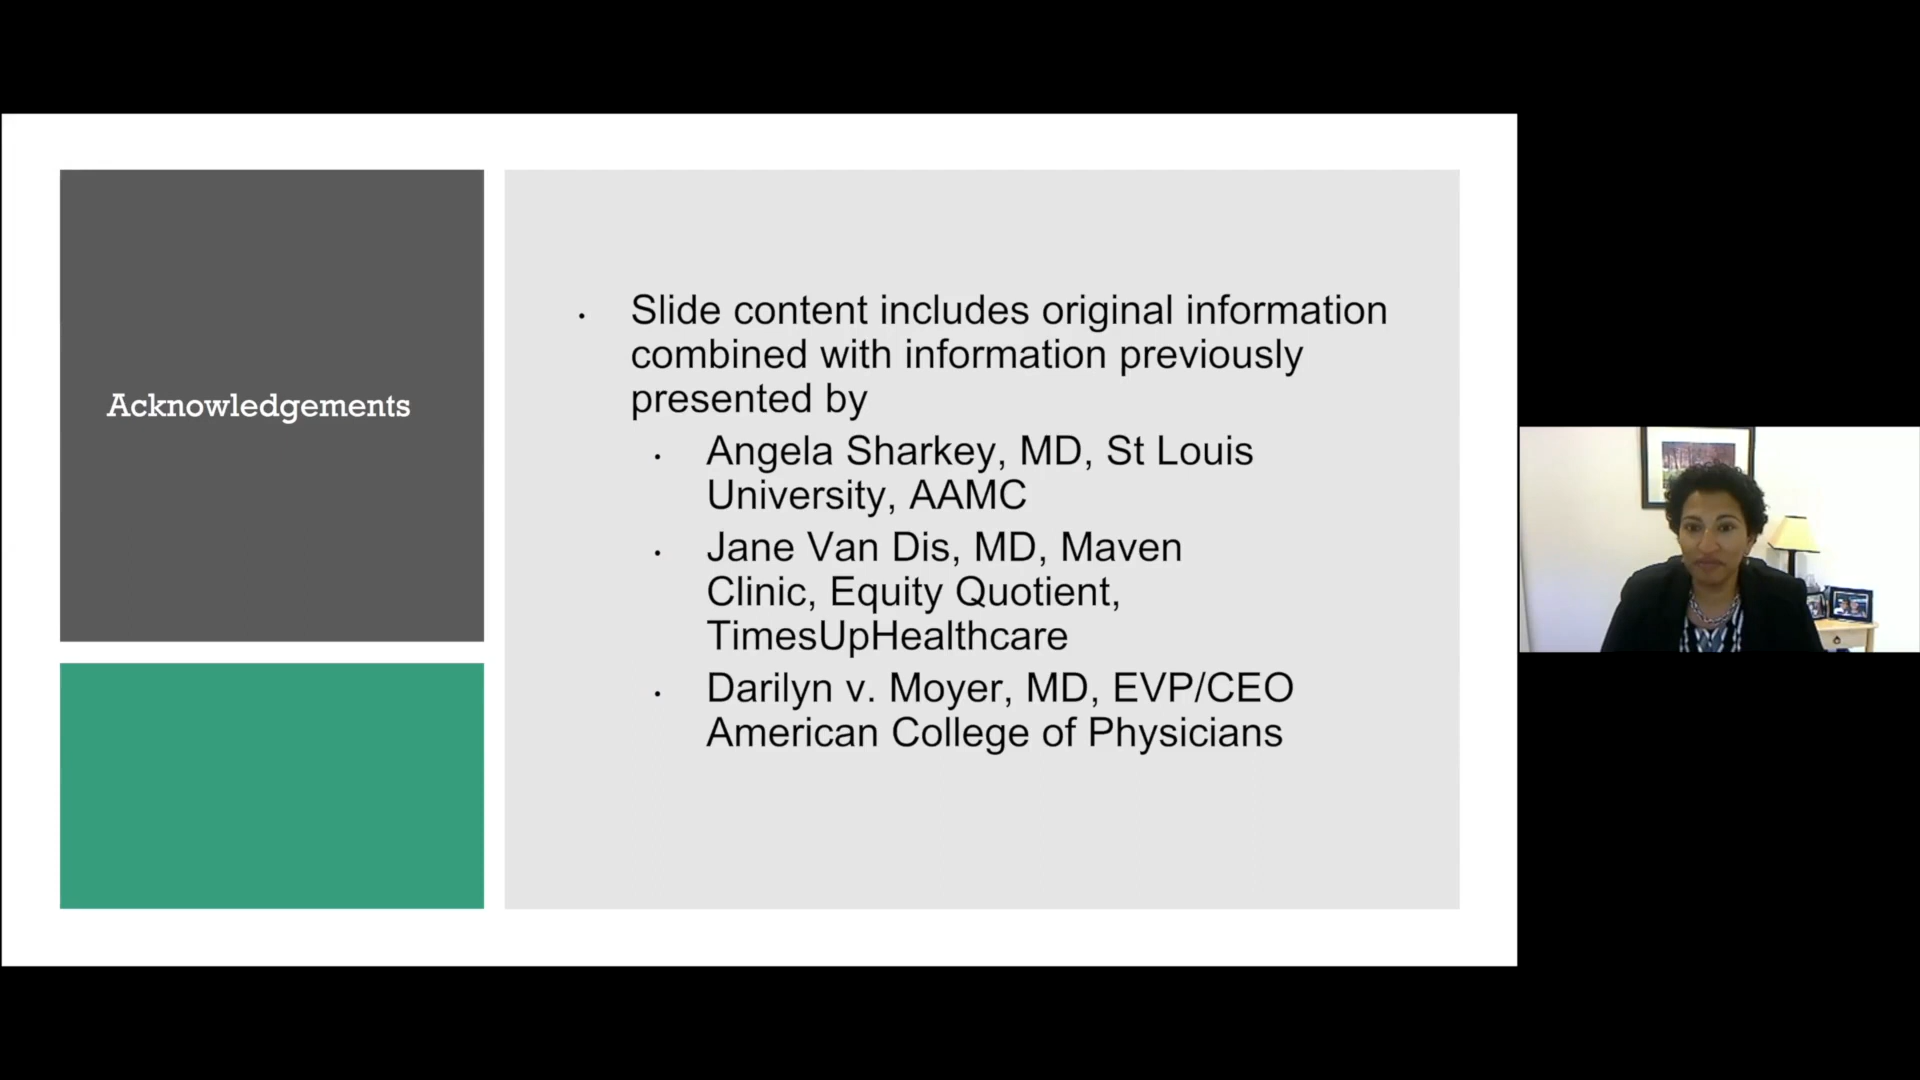 Acknowledgements
• Slide content includes original information
combined with information previously
presented by
• Angela Sharkey, MD, St Louis
University, AAMC
• Jane Van Dis, MD, Maven
Clinic, Equity Quotient,
TimesUpHealthcare
• Darilyn v. Moyer, MD, EVP/CEO
American College of Physicians